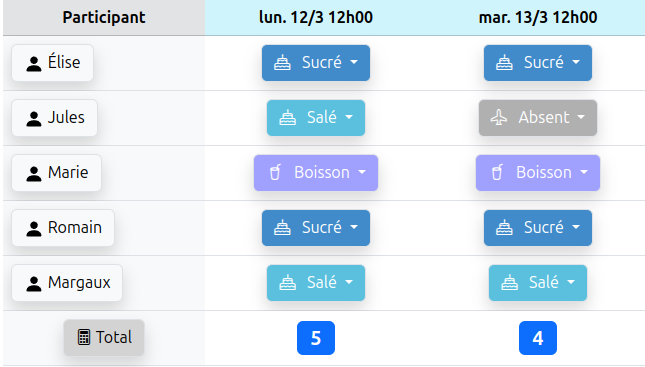 Participant lun. 12/3 12h00 mar. 13/3 12h00
Élise Sucré Sucré
Jules Salé Absent
Marie Boisson Boisson
Romain Sucré Sucré
Margaux Salé Salé
Total 5 4